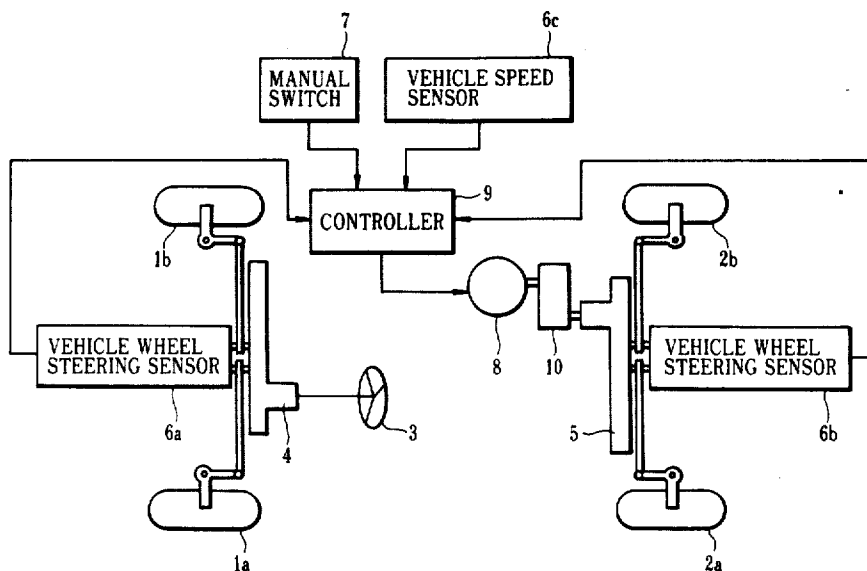 7
6c
MANUAL
SWITCH
VEHICLE SPEED
SENSOR
9
CONTROLLER
1b
2b
8
10
VEHICLE WHEEL
STEERING SENSOR
VEHICLE WHEEL
STEERING SENSOR
6a
4
3
5
6b
1a
2a